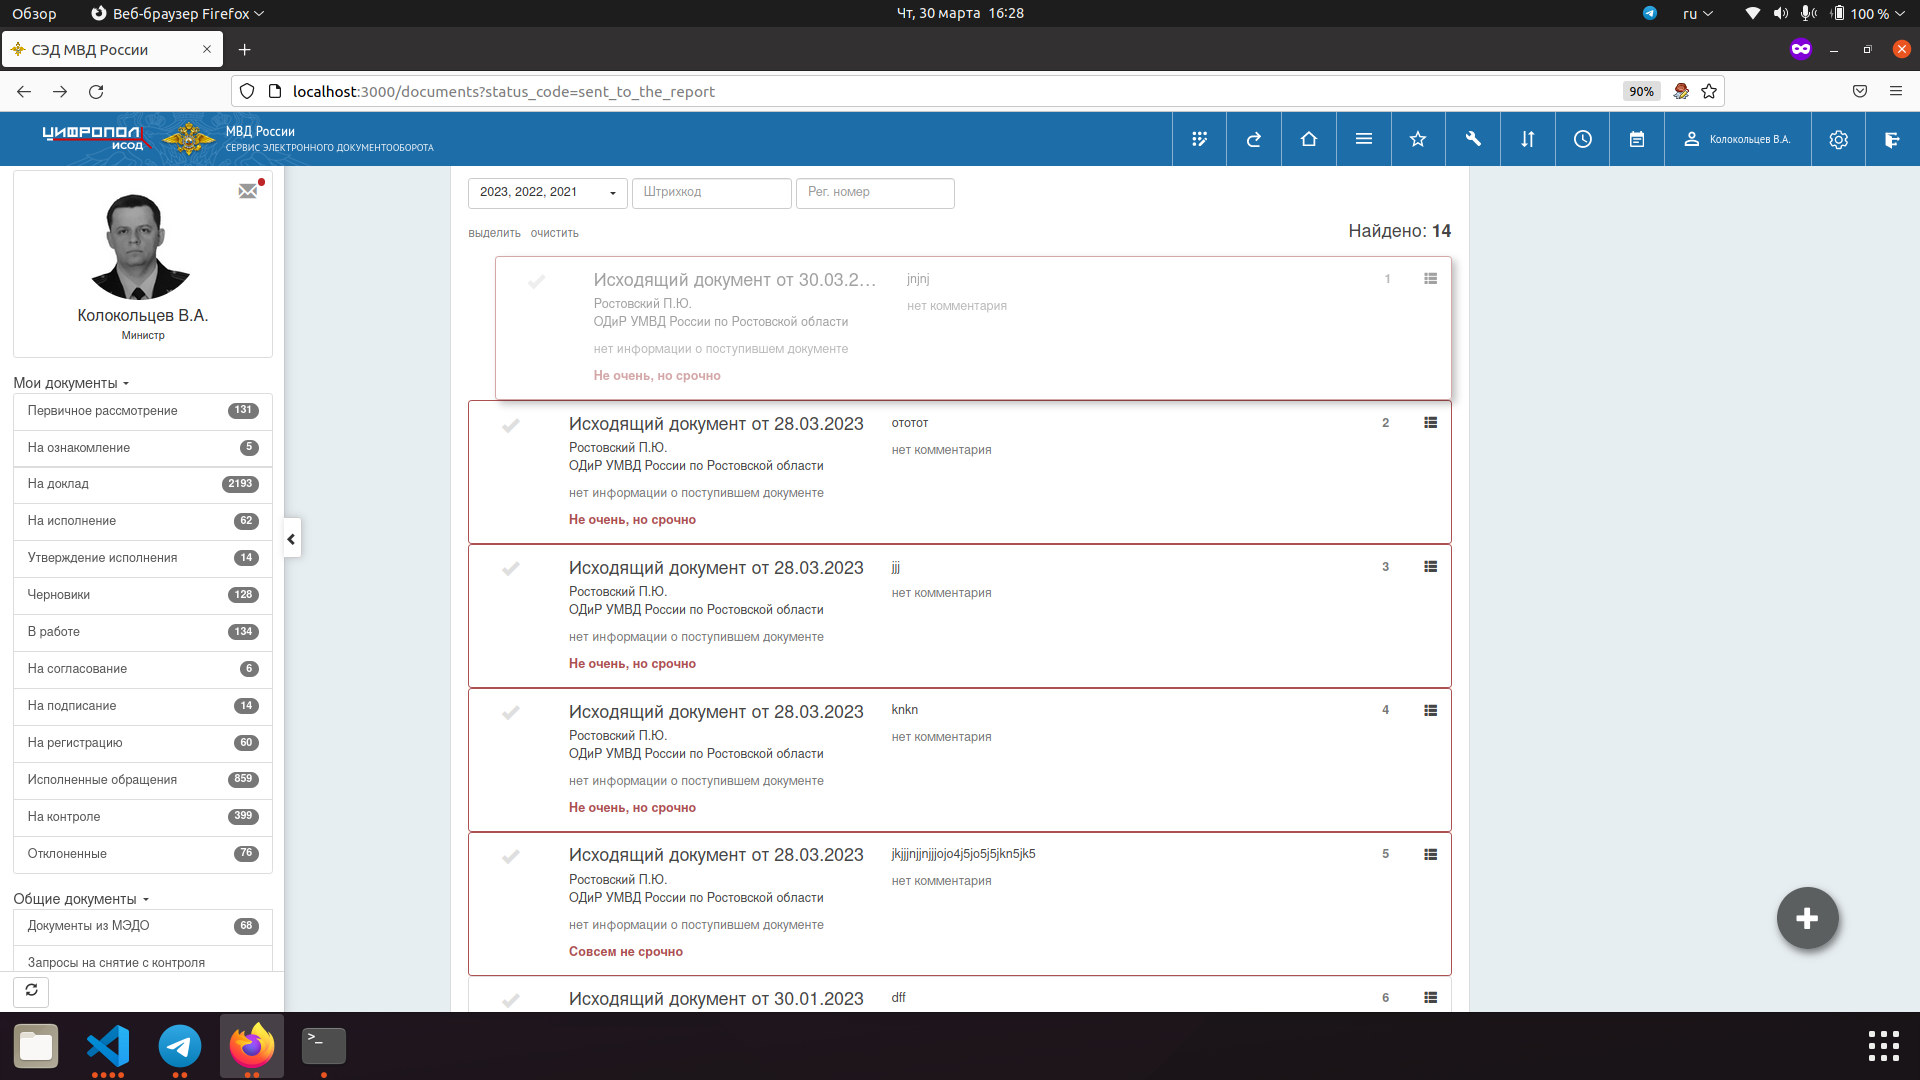 Обзор
Веб-браузер Firefox
Чт, 30 марта 16:28
ru
100 %
СЭД МВД России
localhost:3000/documents?status_code=sent_to_the_report
90%
ЦИФРОПОЛ
ИСОД
МВД России
СЕРВИС ЭЛЕКТРОННОГО ДОКУМЕНТООБОРОТА
Колокольцев В.А.
Колокольцев В.А.
Министр
Мои документы
Первичное рассмотрение 131
На ознакомление 5
На доклад 2193
На исполнение 62
Утверждение исполнения 14
Черновики 128
В работе 134
На согласование 6
На подписание 14
На регистрацию 60
Исполненные обращения 859
На контроле 399
Отклоненные 76
Общие документы
Документы из МЭДО 68
Запросы на снятие с контроля
2023, 2022, 2021
Штрихкод
Рег. номер
выделить очистить
Найдено: 14
Исходящий документ от 30.03.2... jnjnj 1
Ростовский П.Ю. нет комментария
ОДиР УМВД России по Ростовской области
нет информации о поступившем документе
Не очень, но срочно
Исходящий документ от 28.03.2023 ототот 2
Ростовский П.Ю. нет комментария
ОДиР УМВД России по Ростовской области
нет информации о поступившем документе
Не очень, но срочно
Исходящий документ от 28.03.2023 jjj 3
Ростовский П.Ю. нет комментария
ОДиР УМВД России по Ростовской области
нет информации о поступившем документе
Не очень, но срочно
Исходящий документ от 28.03.2023 knkn 4
Ростовский П.Ю. нет комментария
ОДиР УМВД России по Ростовской области
нет информации о поступившем документе
Не очень, но срочно
Исходящий документ от 28.03.2023 jkjjjnjjnjjjojo4j5jo5j5jkn5jk5 5
Ростовский П.Ю. нет комментария
ОДиР УМВД России по Ростовской области
нет информации о поступившем документе
Совсем не срочно
Исходящий документ от 30.01.2023 dff 6